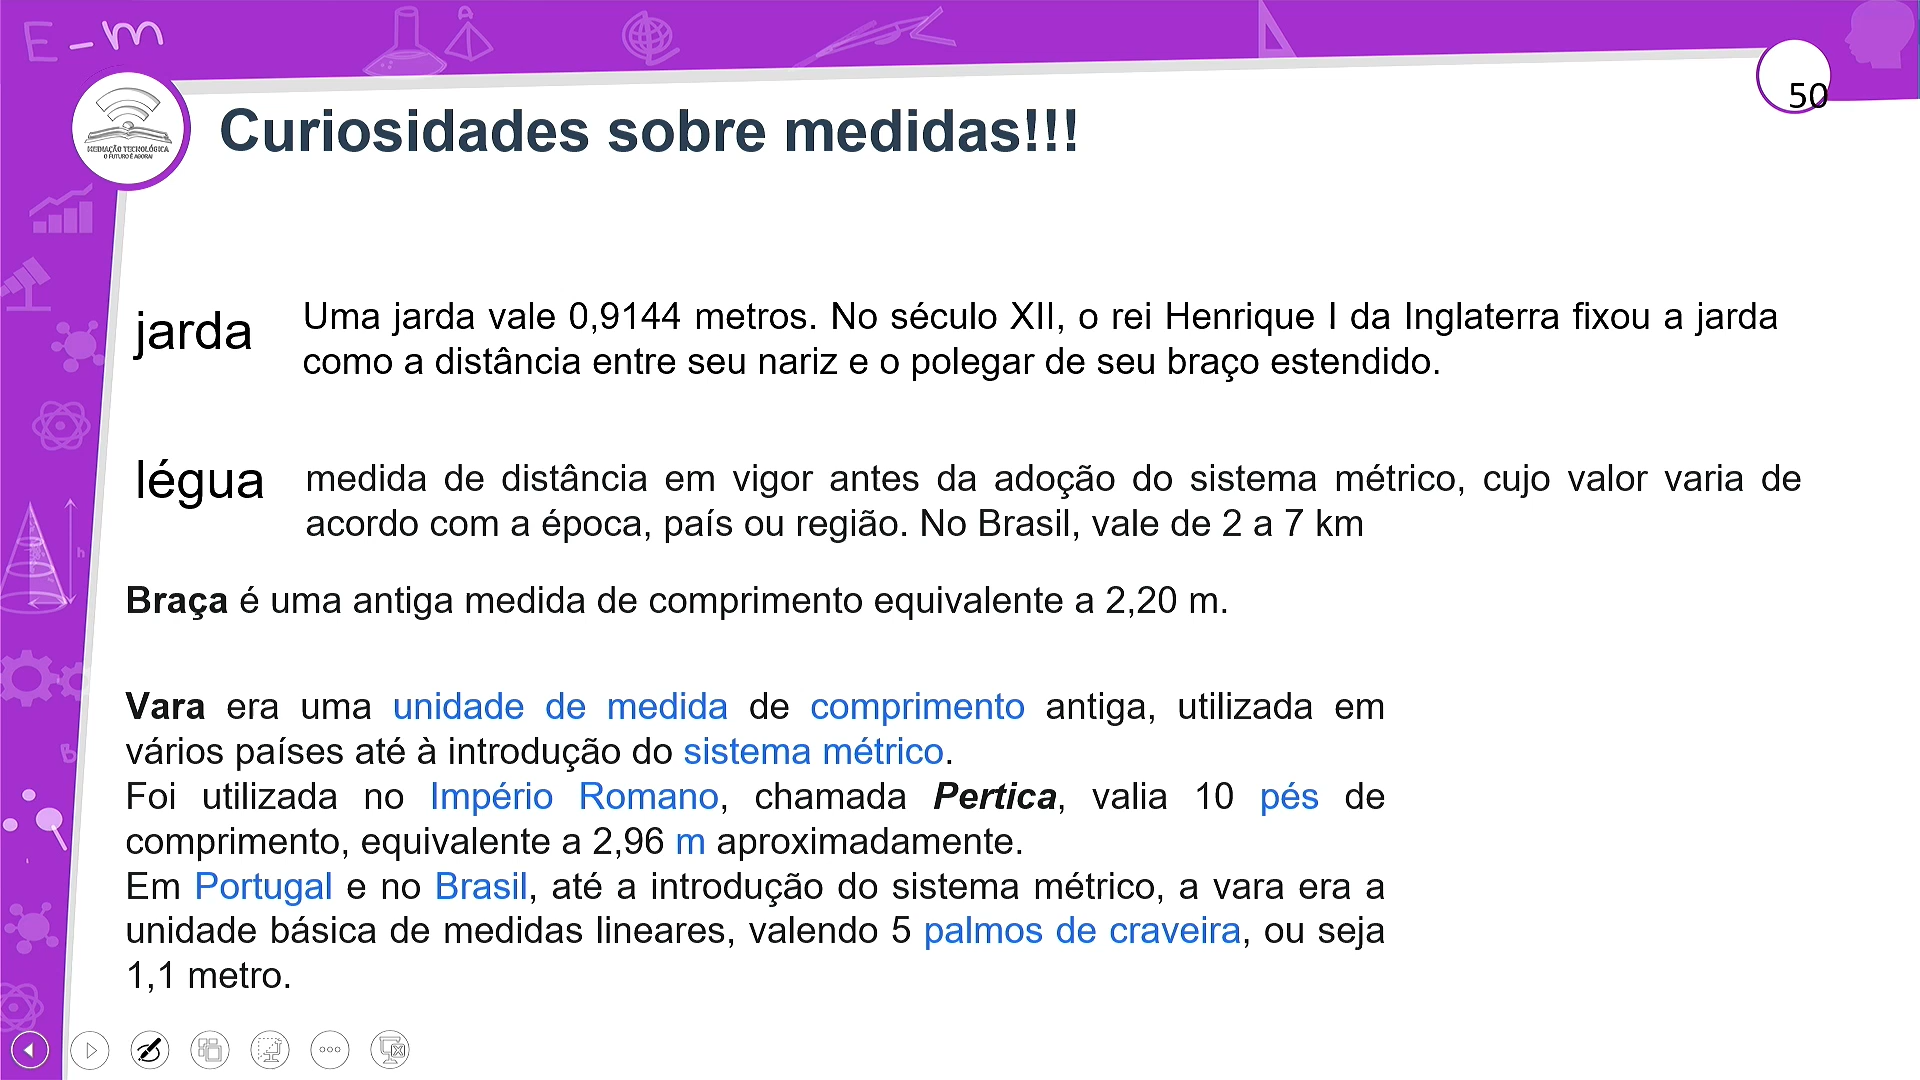 E-m
50
MEDIAÇÃO TECNOLÓGICA
O FUTURO É AGORA!
Curiosidades sobre medidas!!!
jarda
Uma jarda vale 0,9144 metros. No século XII, o rei Henrique I da Inglaterra fixou a jarda
como a distância entre seu nariz e o polegar de seu braço estendido.
légua
medida de distância em vigor antes da adoção do sistema métrico, cujo valor varia de
acordo com a época, país ou região. No Brasil, vale de 2 a 7 km
h
Braça é uma antiga medida de comprimento equivalente a 2,20 m.
Vara era uma unidade de medida de comprimento antiga, utilizada em
vários países até à introdução do sistema métrico.
Foi utilizada no Império Romano, chamada Pertica, valia 10 pés de
comprimento, equivalente a 2,96 m aproximadamente.
Em Portugal e no Brasil, até a introdução do sistema métrico, a vara era a
unidade básica de medidas lineares, valendo 5 palmos de craveira, ou seja
1,1 metro.